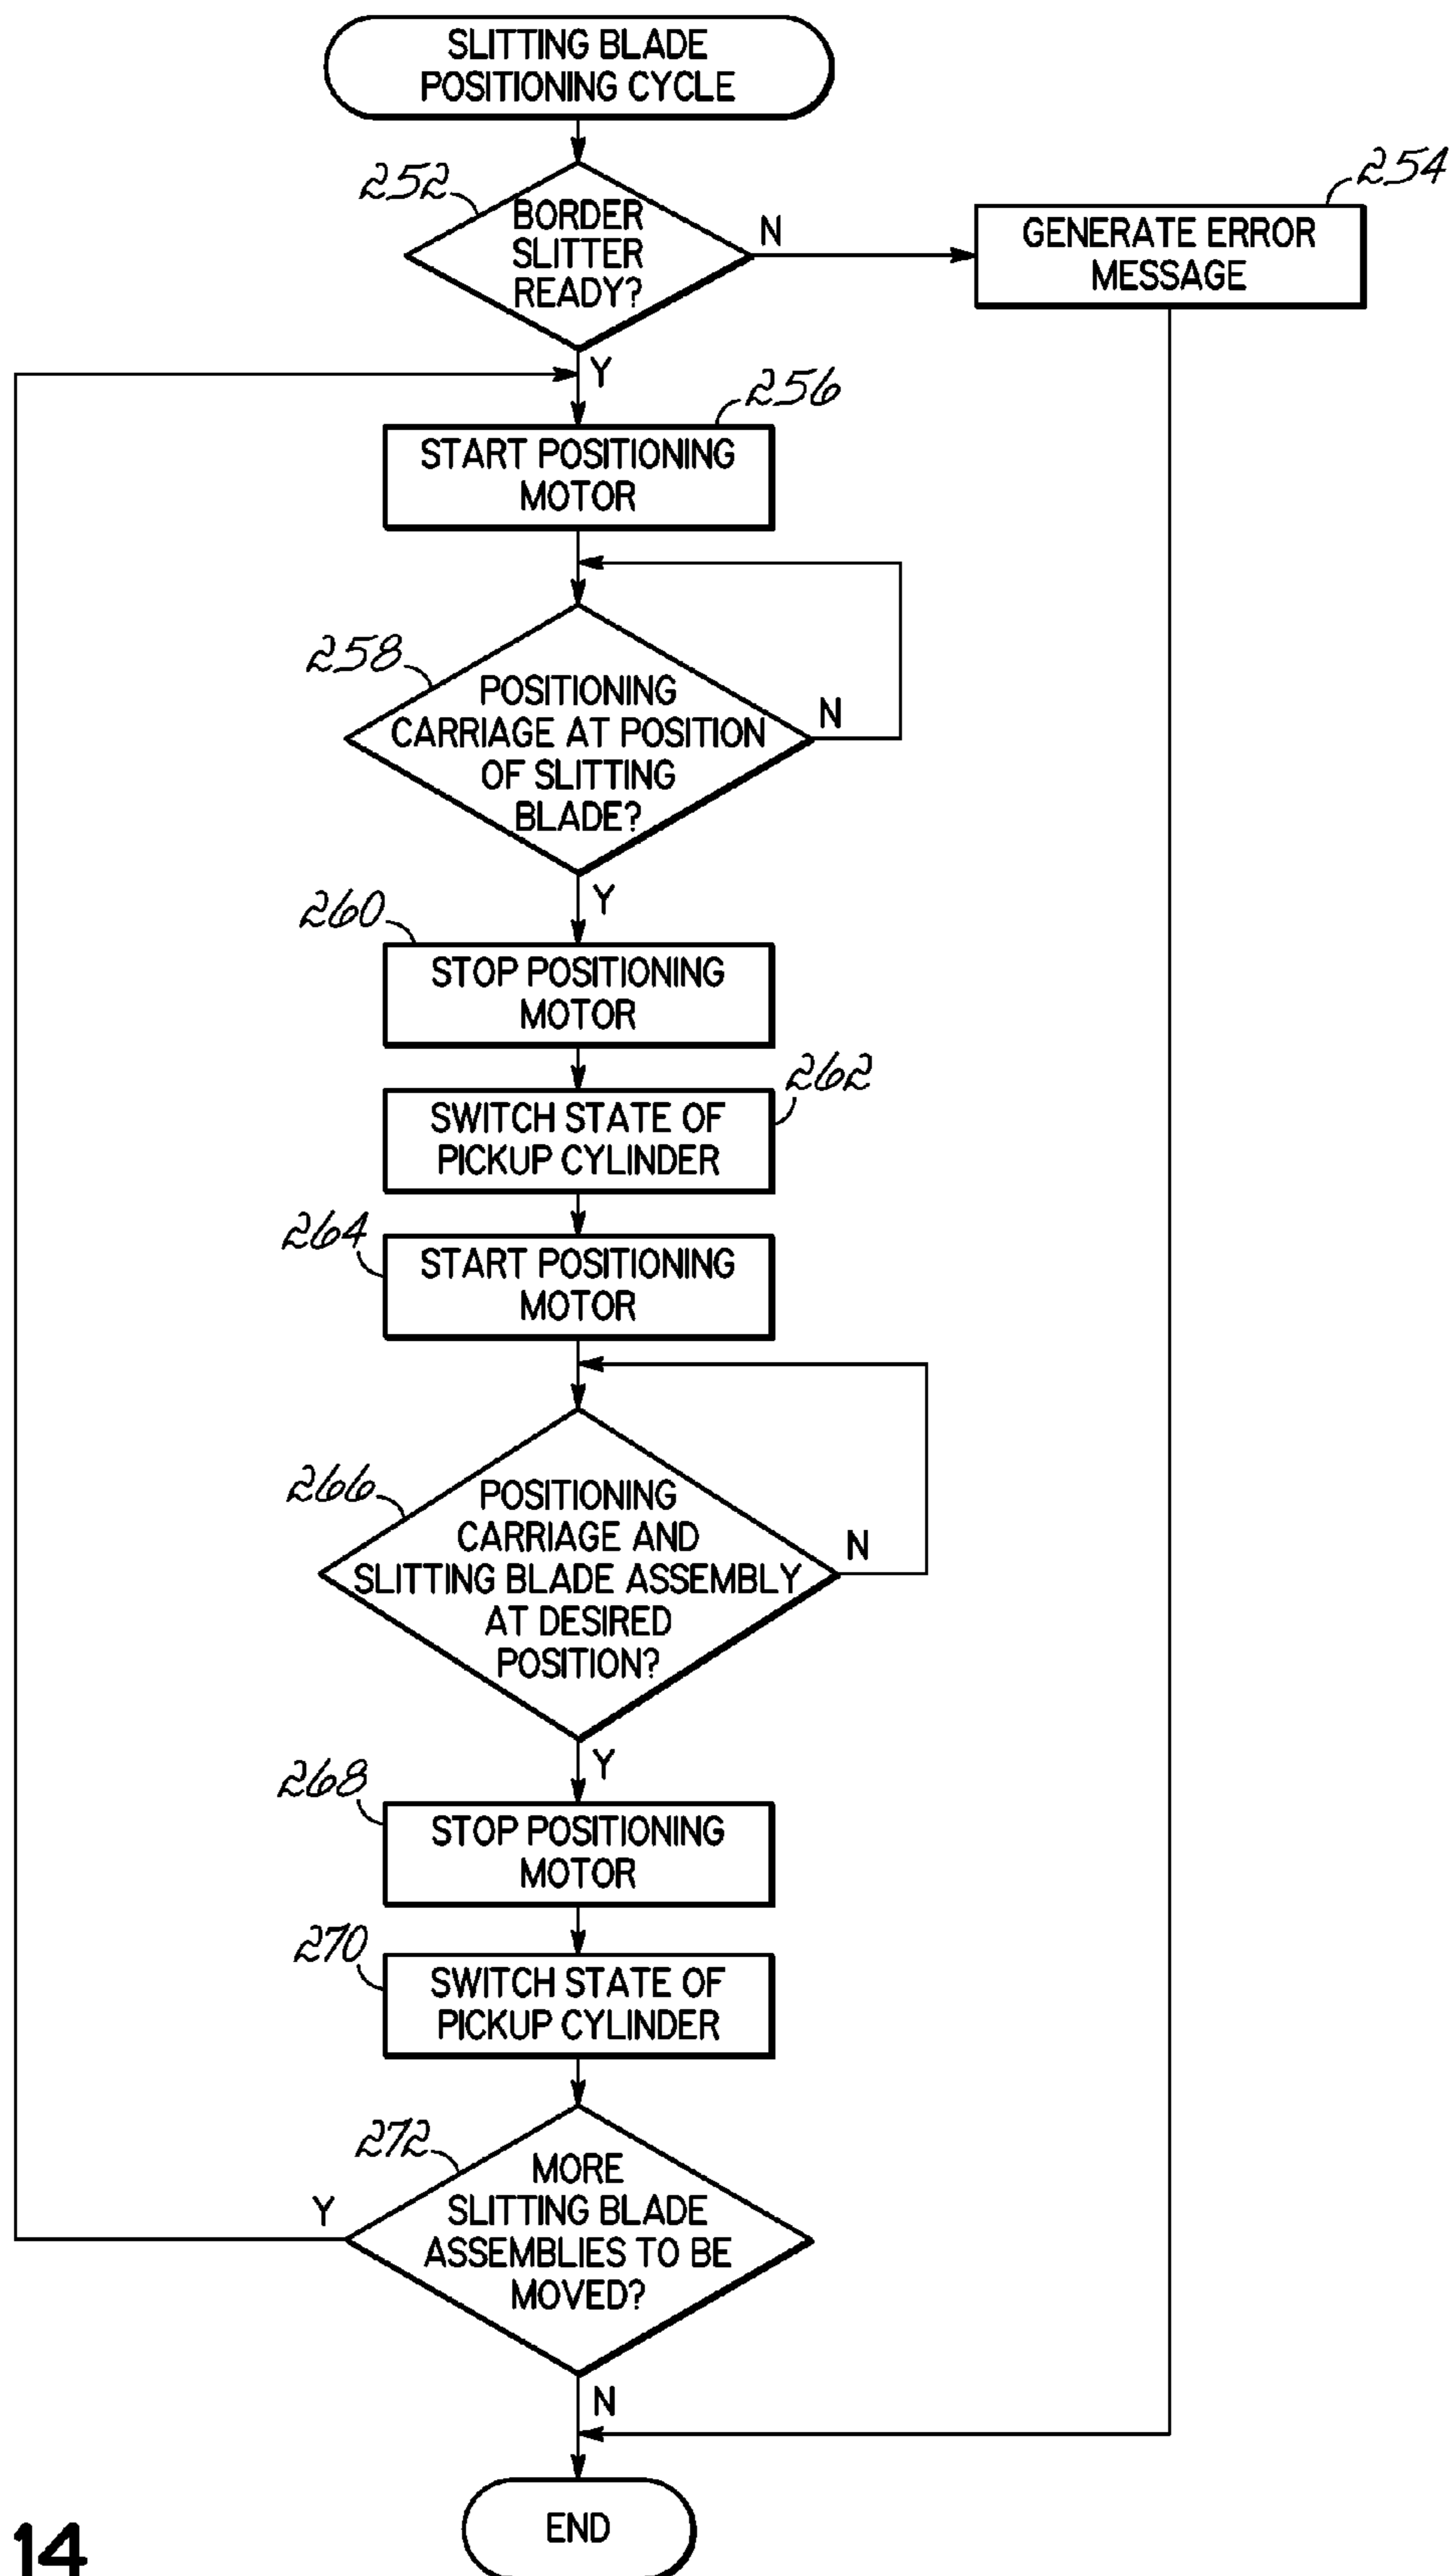 SLITTING BLADE
POSITIONING CYCLE
252
BORDER
SLITTER
READY?
N
254
GENERATE ERROR
MESSAGE
Y
256
START POSITIONING
MOTOR
258
POSITIONING
CARRIAGE AT POSITION
OF SLITTING
BLADE?
N
Y
260
STOP POSITIONING
MOTOR
262
SWITCH STATE OF
PICKUP CYLINDER
264
START POSITIONING
MOTOR
266
POSITIONING
CARRIAGE AND
SLITTING BLADE ASSEMBLY
AT DESIRED
POSITION?
N
Y
268
STOP POSITIONING
MOTOR
270
SWITCH STATE OF
PICKUP CYLINDER
272
MORE
SLITTING BLADE
ASSEMBLIES TO BE
MOVED?
Y
N
END
14